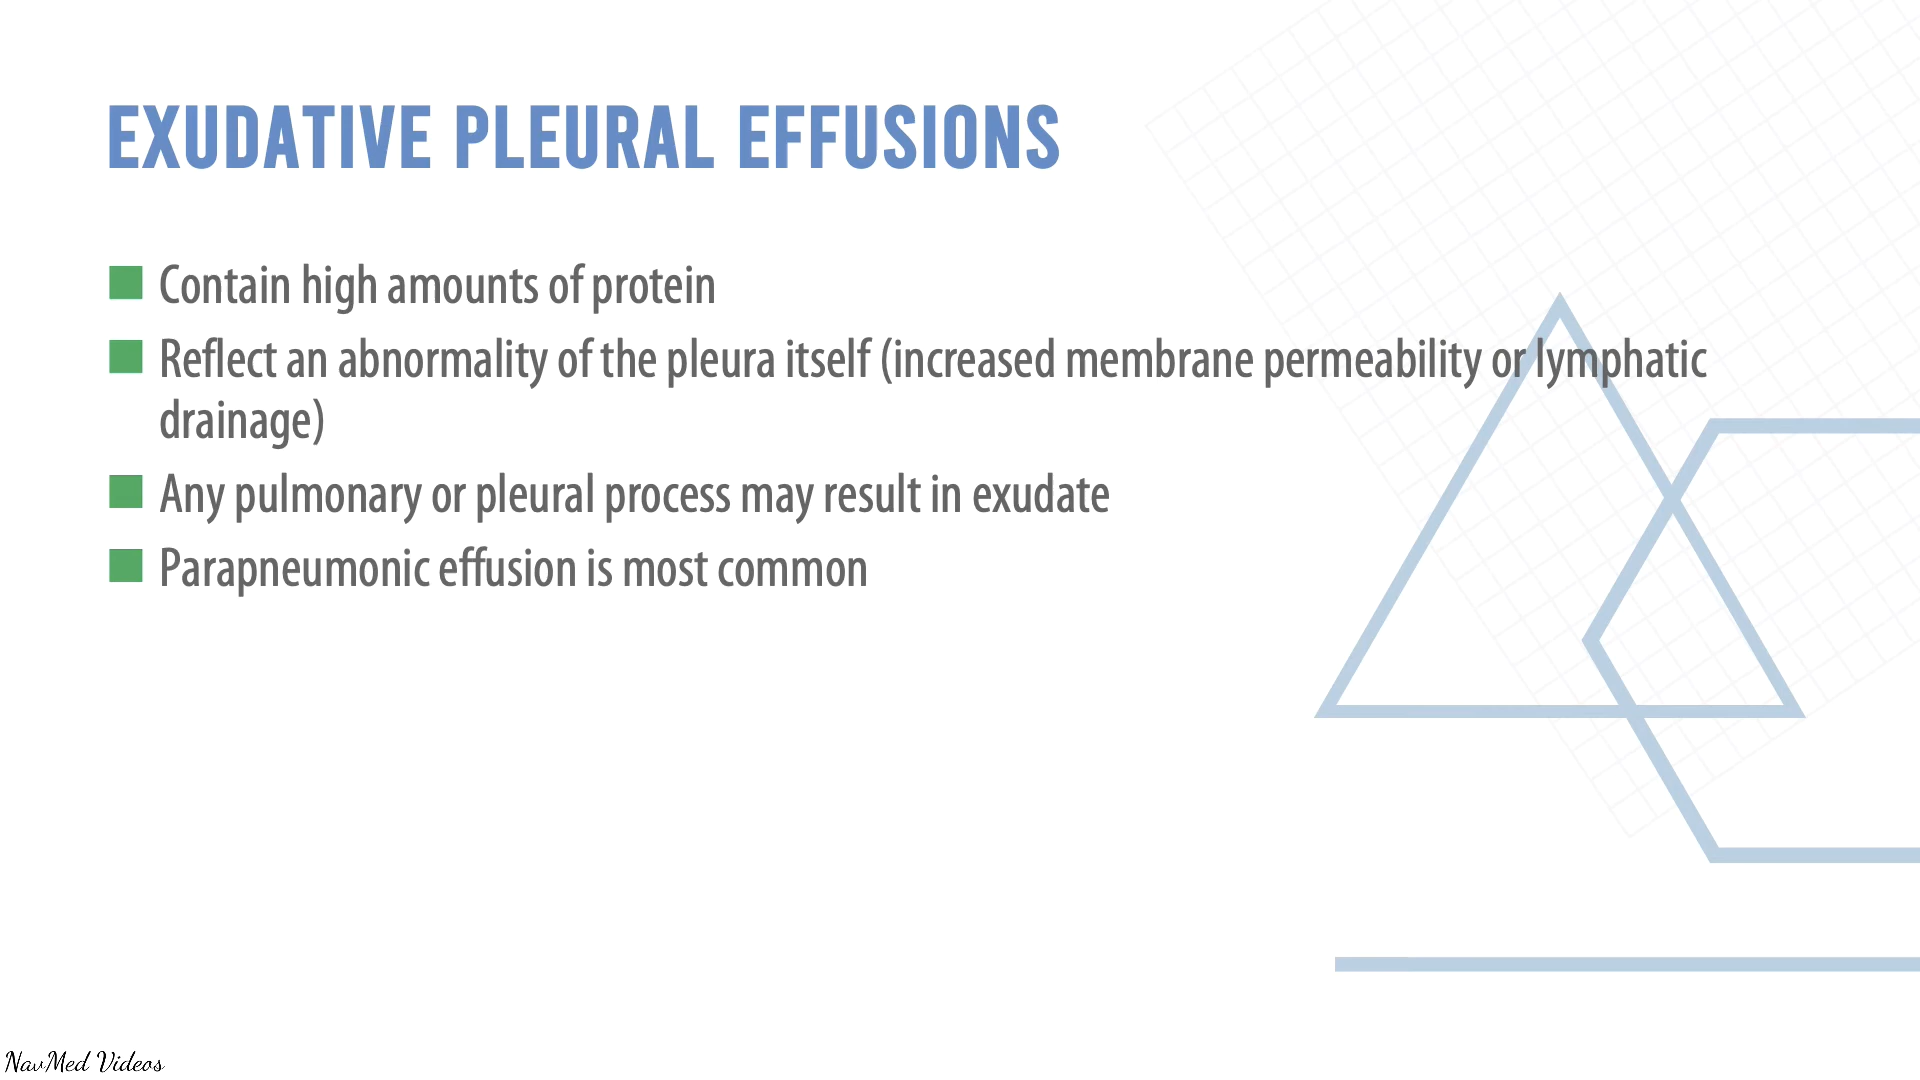 EXUDATIVE PLEURAL EFFUSIONS
Contain high amounts of protein
Reflect an abnormality of the pleura itself (increased membrane permeability or lymphatic
drainage)
Any pulmonary or pleural process may result in exudate
Parapneumonic effusion is most common
NavMed Videos